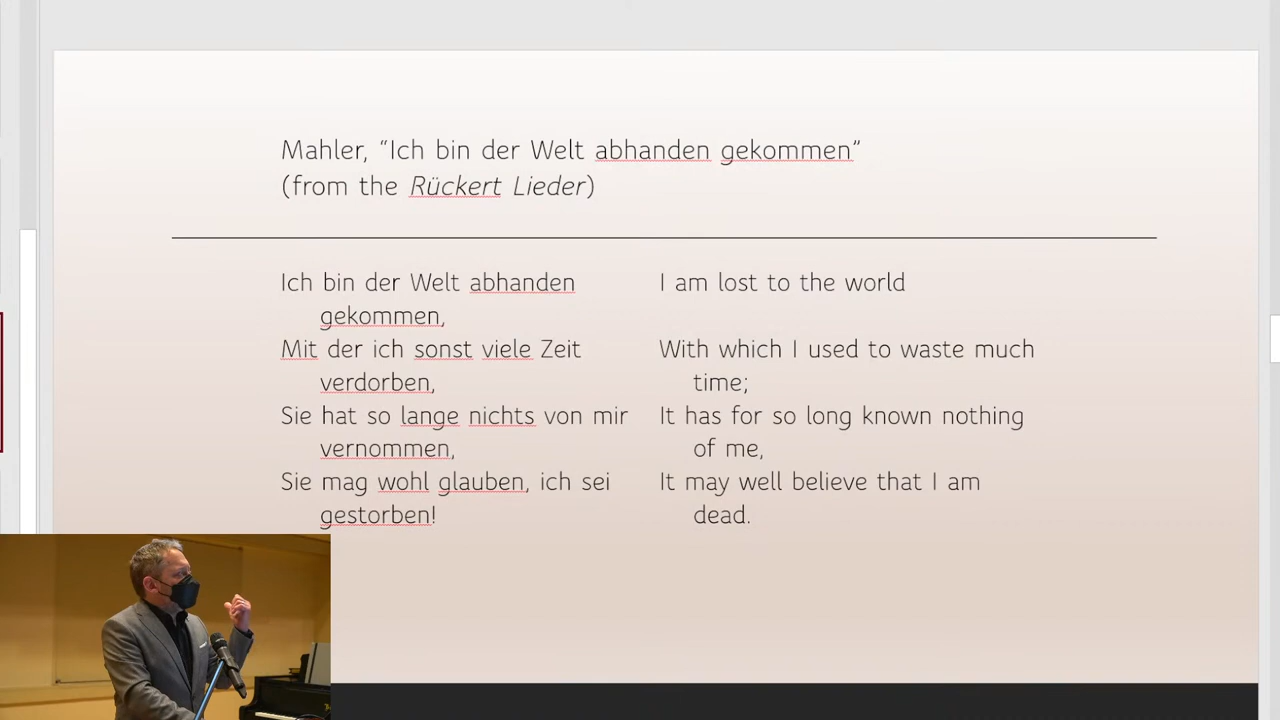 Mahler, “Ich bin der Welt abhanden gekommen”
(from the Rückert Lieder)
Ich bin der Welt abhanden
gekommen,
Mit der ich sonst viele Zeit
verdorben,
Sie hat so lange nichts von mir
vernommen,
Sie mag wohl glauben, ich sei
gestorben!
I am lost to the world
With which I used to waste much
time;
It has for so long known nothing
of me,
It may well believe that I am
dead.